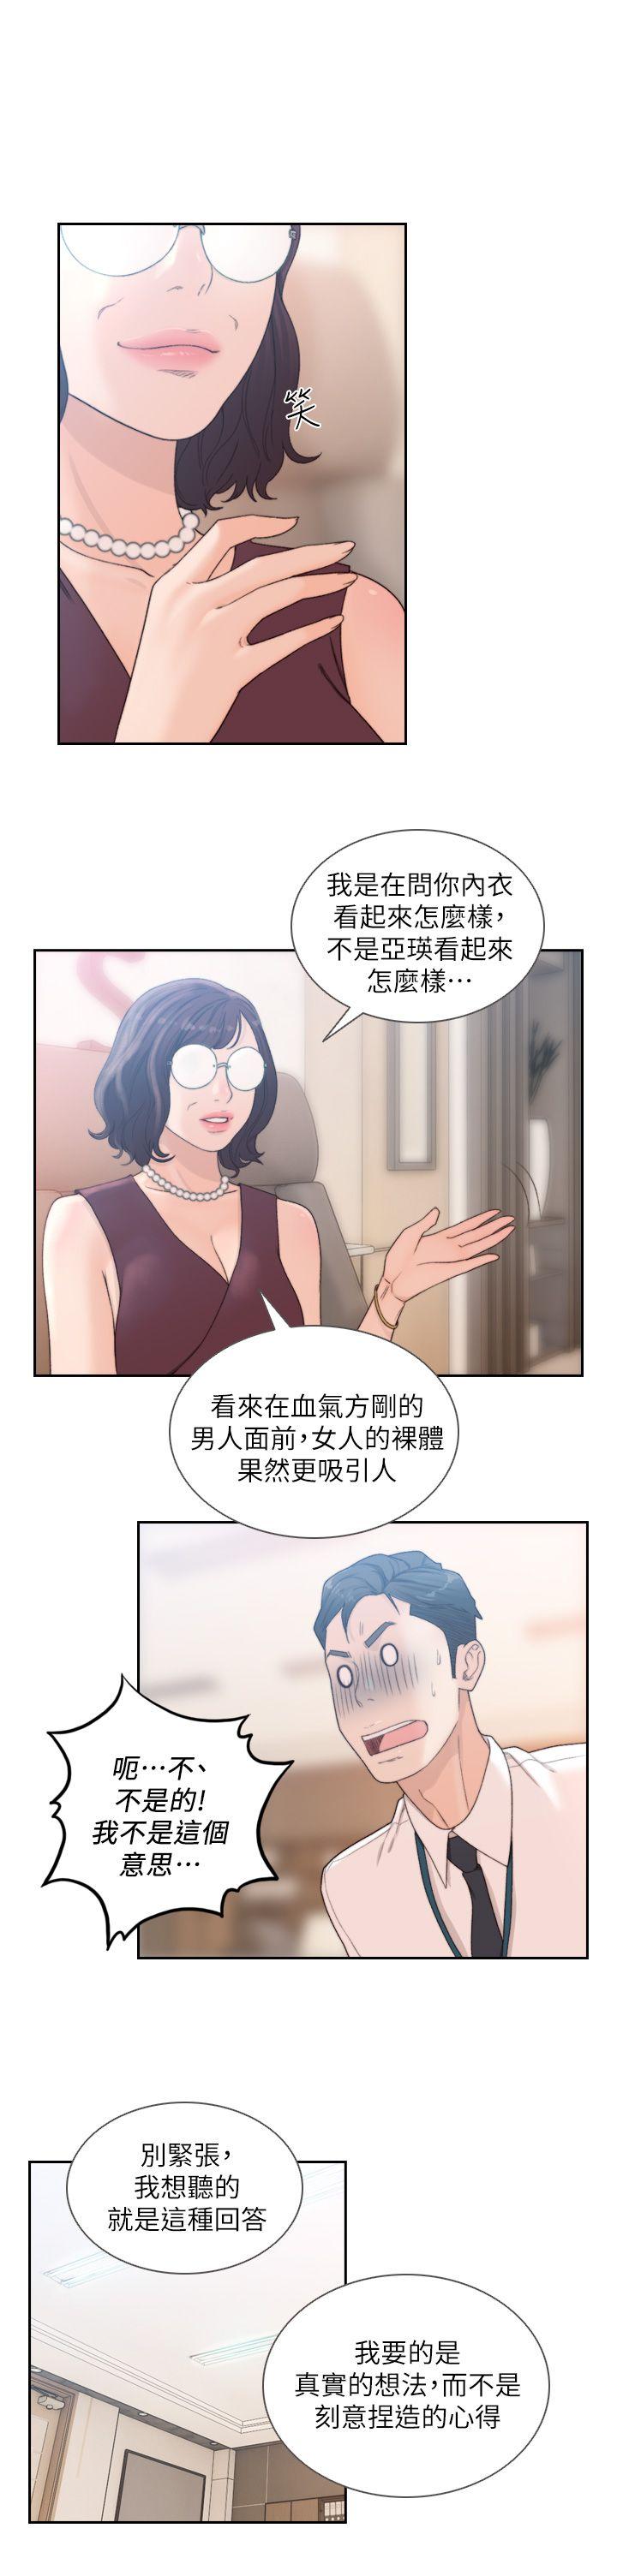 笑
我是在問你內衣
看起來怎麼樣，
不是亞瑛看起來
怎麼樣…
看來在血氣方剛的
男人面前，女人的裸體
果然更吸引人
呃…不、
不是的！
我不是這個
意思…
別緊張，
我想聽的
就是這種回答
我要的是
真實的想法，而不是
刻意捏造的心得